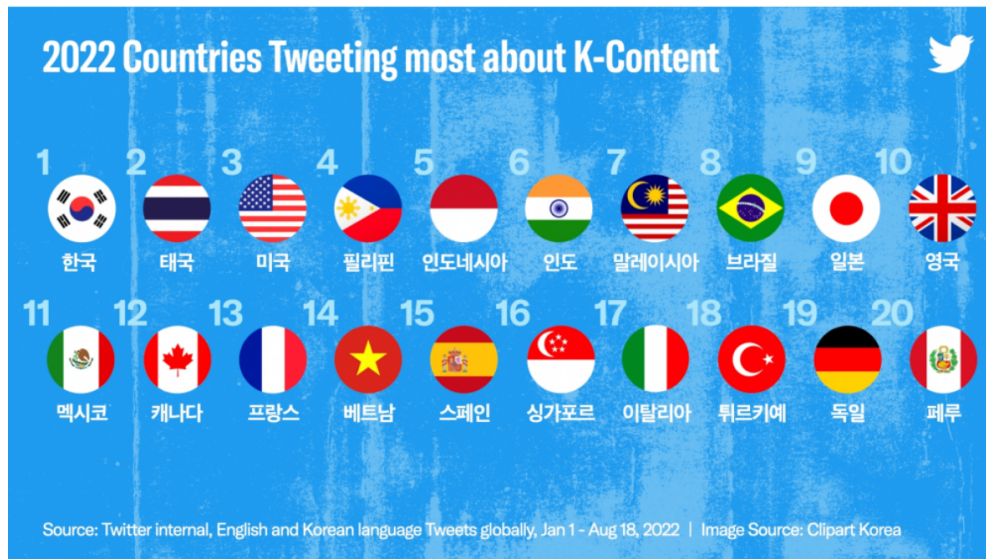 2022 Countries Tweeting most about K-Content
1 2 3 4 5 6 7 8 9 10
한국 태국 미국 필리핀 인도네시아 인도 말레이시아 브라질 일본 영국
11 12 13 14 15 16 17 18 19 20
멕시코 캐나다 프랑스 베트남 스페인 싱가포르 이탈리아 튀르키예 독일 페루
Source: Twitter internal, English and Korean language Tweets globally, Jan 1 - Aug 18, 2022 | Image Source: Clipart Korea